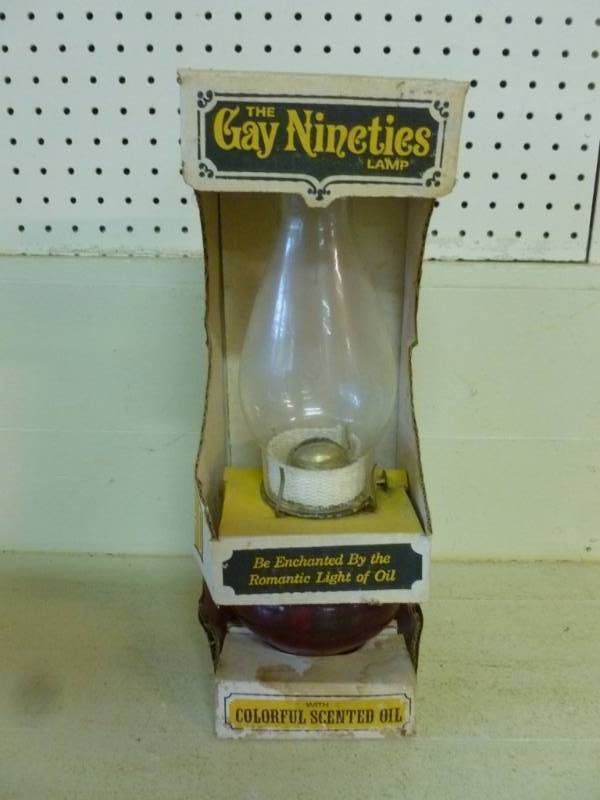 THE
Gay Nineties
LAMP
Be Enchanted By the
Romantic Light of Oil
WITH
COLORFUL SCENTED OIL